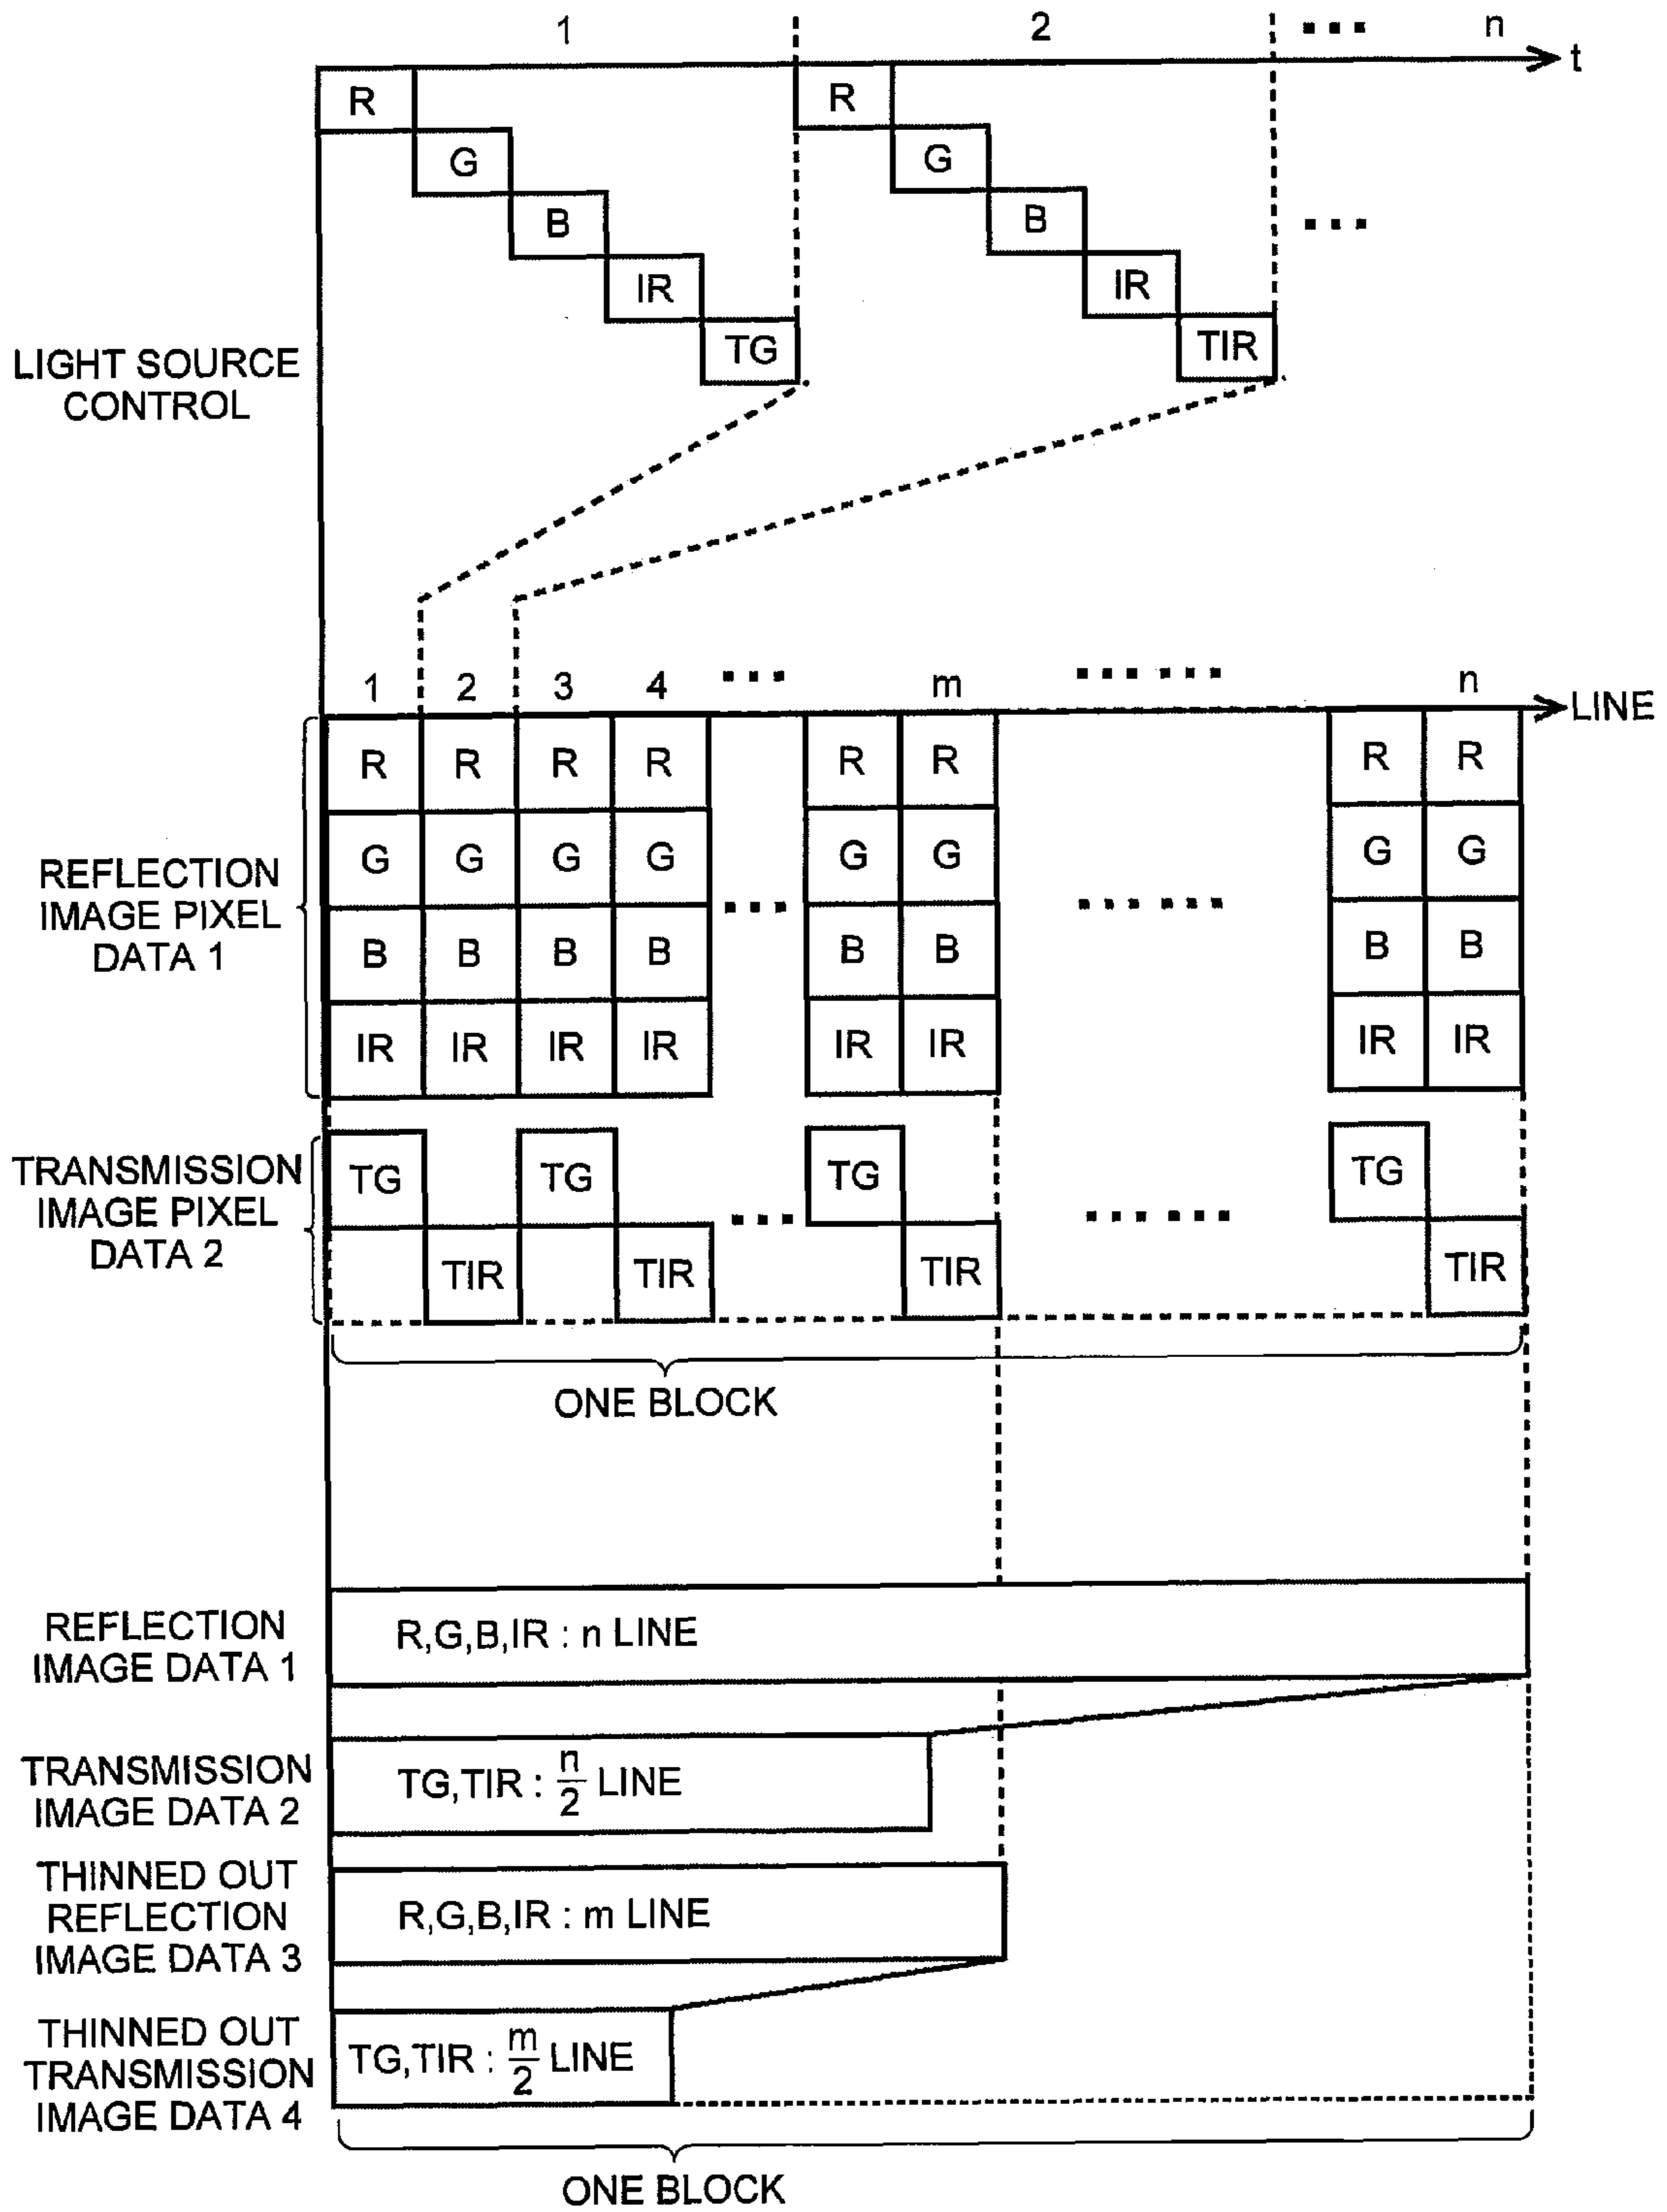 1 2 ... n
t
R R
G G
B B ...
IR IR
TG TIR
LIGHT SOURCE
CONTROL
1 2 3 4 ... m ...... n
LINE
R R R R R R R R
G G G G G G G G
REFLECTION
IMAGE PIXEL
DATA 1
... ......
B B B B B B B B
IR IR IR IR IR IR IR IR
TG TG TG TG
TRANSMISSION
IMAGE PIXEL
DATA 2
... ......
TIR TIR TIR TIR
ONE BLOCK
REFLECTION
IMAGE DATA 1
R,G,B,IR : n LINE
TRANSMISSION
IMAGE DATA 2
TG,TIR : n/2 LINE
THINNED OUT
REFLECTION
IMAGE DATA 3
R,G,B,IR : m LINE
THINNED OUT
TRANSMISSION
IMAGE DATA 4
TG,TIR : m/2 LINE
ONE BLOCK